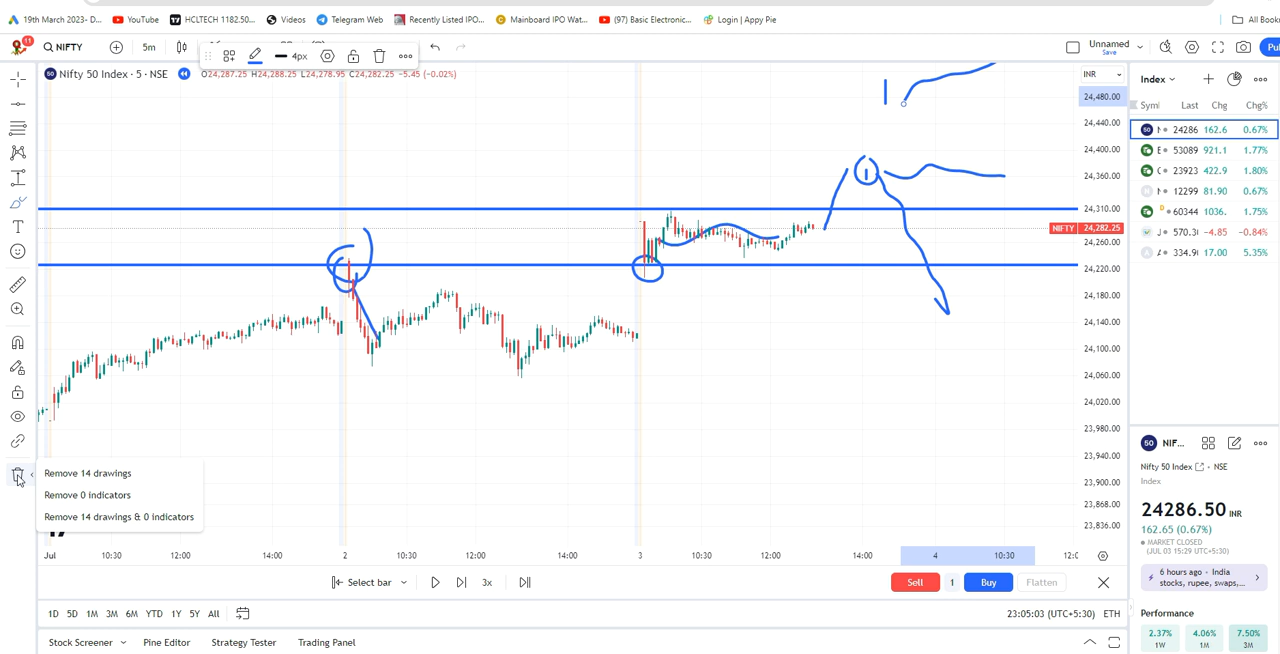 19th March 2023- D...
YouTube
HCLTECH 1182.50...
Videos
Telegram Web
Recently Listed IPO...
Mainboard IPO Wat...
(97) Basic Electronic...
Login | Appy Pie
All Book
11
NIFTY
5m
4px
Unnamed
Save
Pu
Nifty 50 Index · 5 · NSE
O24,287.25 H24,288.25 L24,278.95 C24,282.25 −5.45 (−0.02%)
INR
24,480.00
24,440.00
24,400.00
24,360.00
24,310.00
NIFTY 24,282.25
24,260.00
24,220.00
24,180.00
24,140.00
24,100.00
24,060.00
24,020.00
23,980.00
23,940.00
23,900.00
23,868.00
23,836.00
Index
Last Chg Chg%
50 24286 162.6 0.67%
53089 921.1 1.77%
23923 422.9 1.80%
12299 81.90 0.67%
60344 1036. 1.75%
570.3 −4.85 −0.84%
334.9 17.00 5.35%
Remove 14 drawings
Remove 0 indicators
Remove 14 drawings & 0 indicators
Jul 10:30 12:00 14:00 2 10:30 12:00 14:00 3 10:30 12:00 14:00 4 10:30 12:0
50 NIF...
Nifty 50 Index · NSE
Index
24286.50 INR
162.65 (0.67%)
MARKET CLOSED
(JUL 03 15:29 UTC+5:30)
6 hours ago · India
stocks, rupee, swaps,...
Performance
2.37% 4.06% 7.50%
1W 1M 3M
Select bar
3x
Sell 1 Buy Flatten
1D 5D 1M 3M 6M YTD 1Y 5Y All
23:05:03 (UTC+5:30) ETH
Stock Screener
Pine Editor
Strategy Tester
Trading Panel